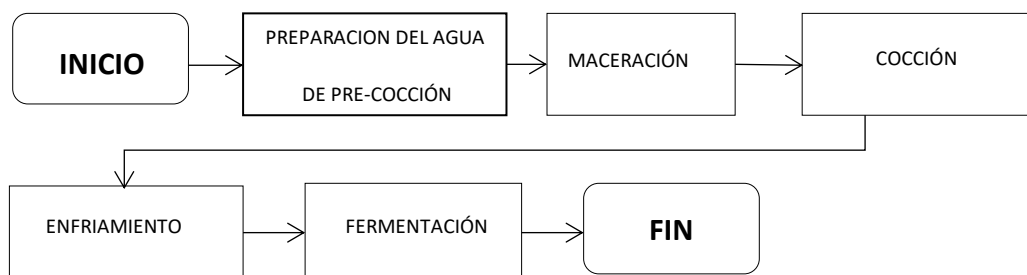 INICIO
PREPARACION DEL AGUA
DE PRE-COCCIÓN
MACERACIÓN
COCCIÓN
ENFRIAMIENTO
FERMENTACIÓN
FIN